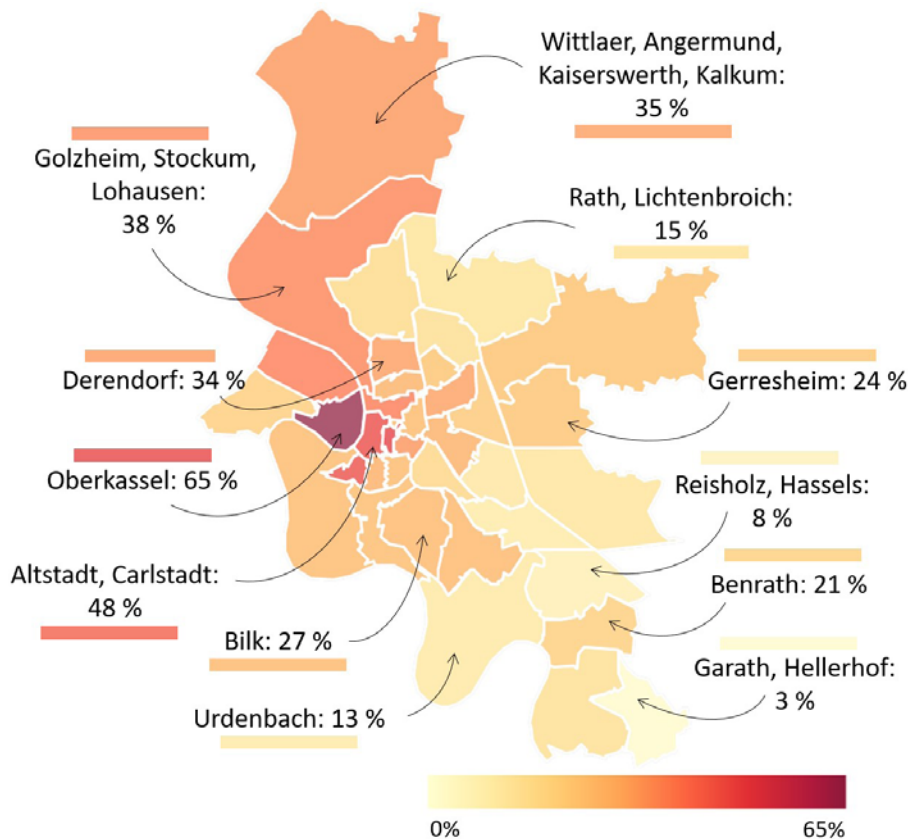 Wittlaer, Angermund,
Kaiserswerth, Kalkum:
35 %
Golzheim, Stockum,
Lohausen:
38 %
Rath, Lichtenbroich:
15 %
Derendorf: 34 %
Gerresheim: 24 %
Oberkassel: 65 %
Reisholz, Hassels:
8 %
Altstadt, Carlstadt:
48 %
Benrath: 21 %
Bilk: 27 %
Garath, Hellerhof:
3 %
Urdenbach: 13 %
0%
65%